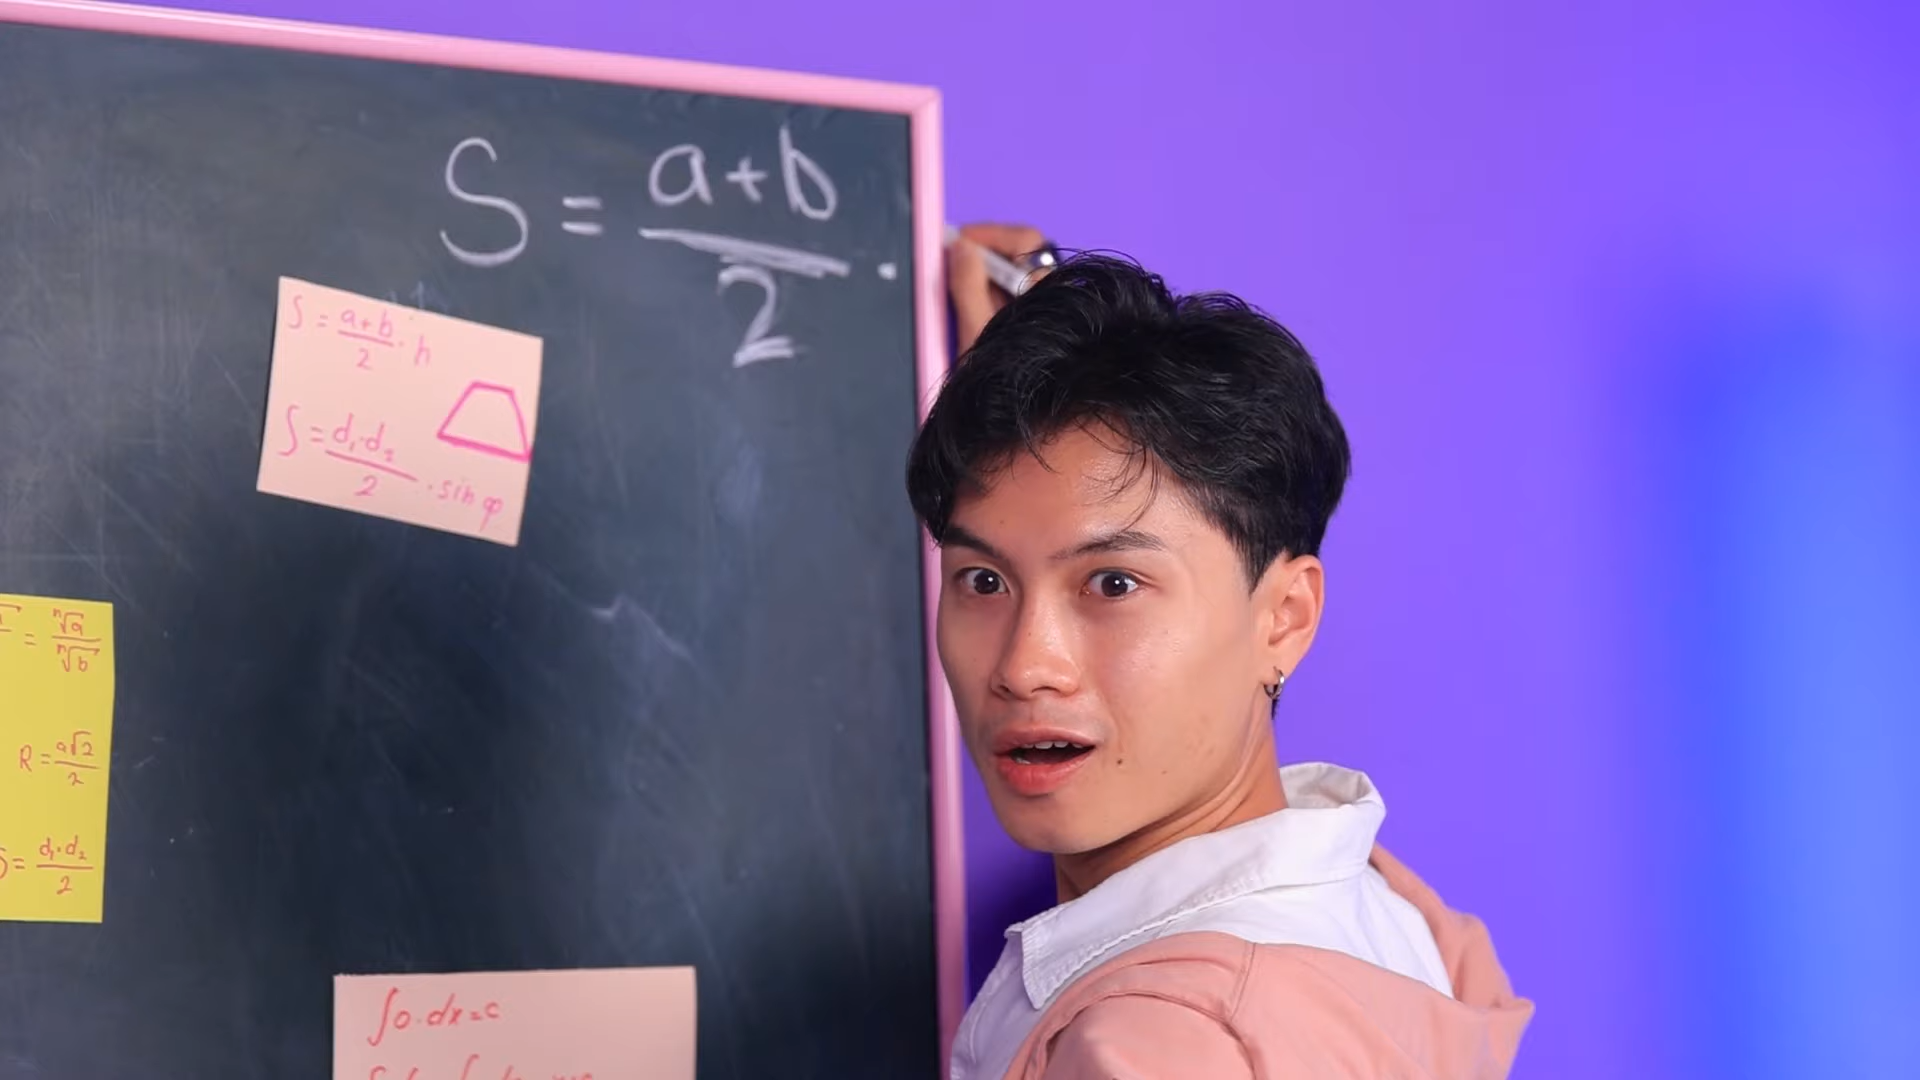 S = a+b / 2 ·
S = a+b / 2 · h
S = d₁·d₂ / 2 · sin φ
= ⁿ√a / ⁿ√b
R = a√2 / 2
S = d₁·d₂ / 2
∫0·dx=c